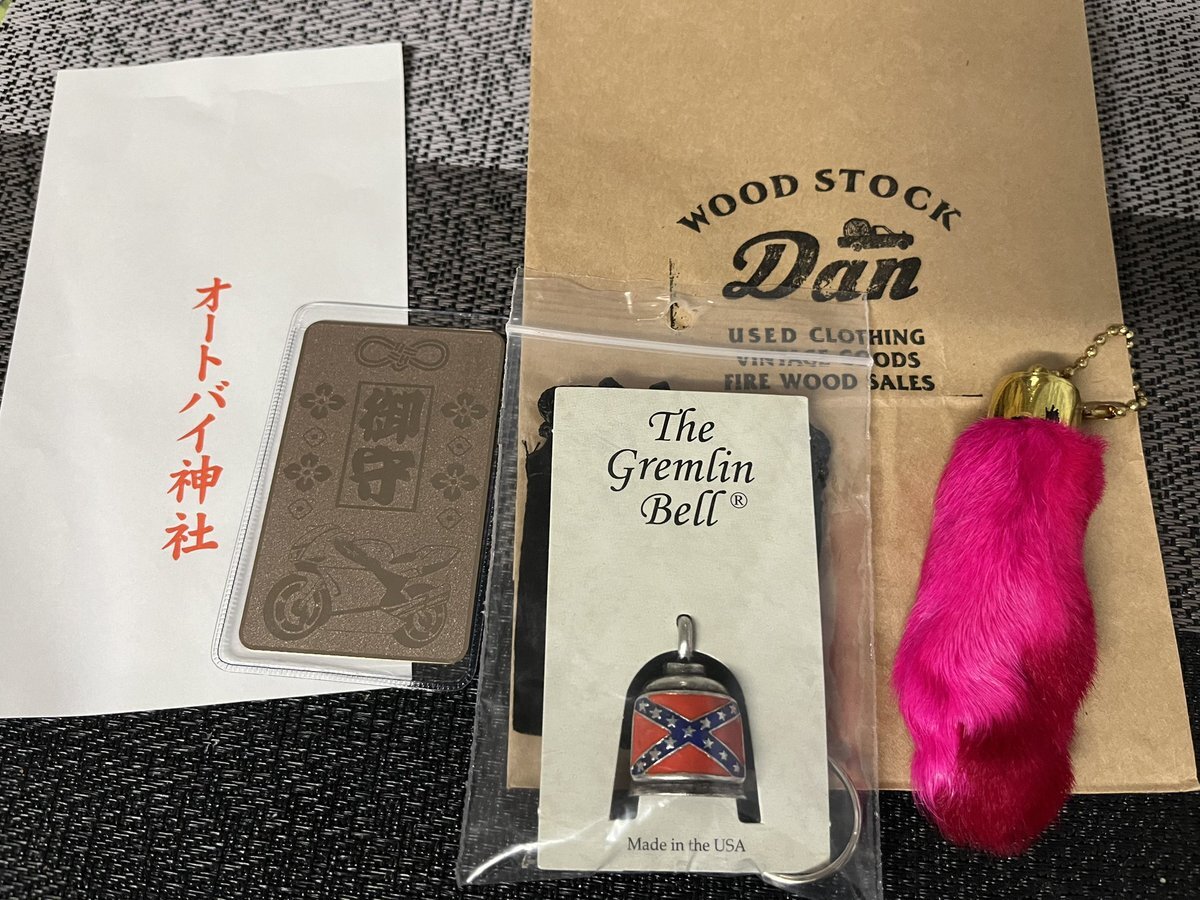 オートバイ神社
御守
WOOD STOCK
Dan
USED CLOTHING
VINTAGE GOODS
FIRE WOOD SALES
The
Gremlin
Bell ®
Made in the USA